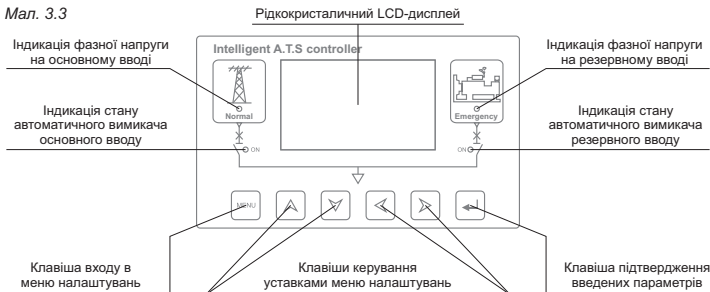 Мал. 3.3
Рідкокристалічний LCD-дисплей
Індикація фазної напруги
на основному вводі
Intelligent A.T.S controller
Індикація фазної напруги
на резервному вводі
Normal
Emergency
Індикація стану
автоматичного вимикача
основного вводу
ON
ON
Індикація стану
автоматичного вимикача
резервного вводу
MENU
Клавіша входу в
меню налаштувань
Клавіши керування
уставками меню налаштувань
Клавіша підтвердження
введених параметрів